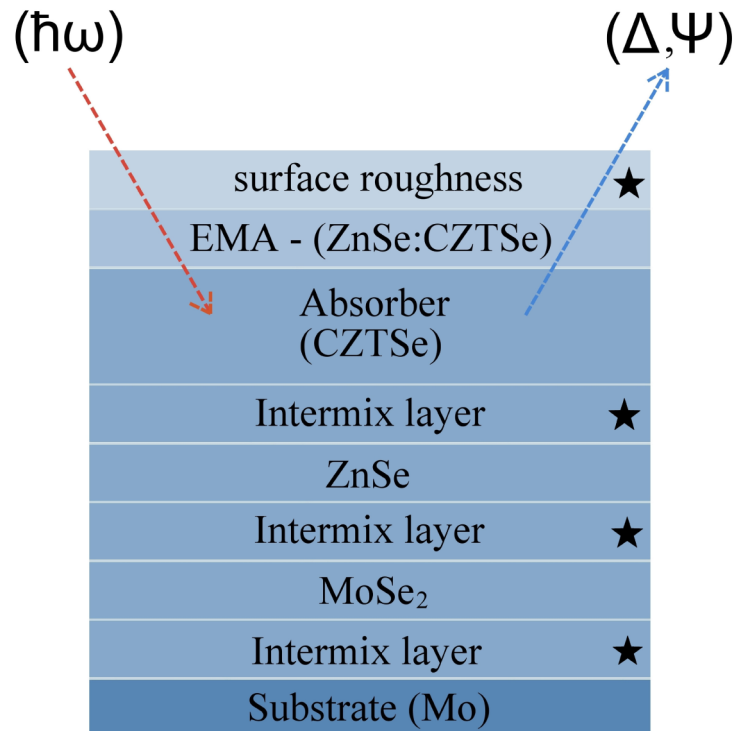 (ħω)
(Δ,Ψ)
surface roughness
EMA - (ZnSe:CZTSe)
Absorber
(CZTSe)
Intermix layer
ZnSe
Intermix layer
MoSe₂
Intermix layer
Substrate (Mo)